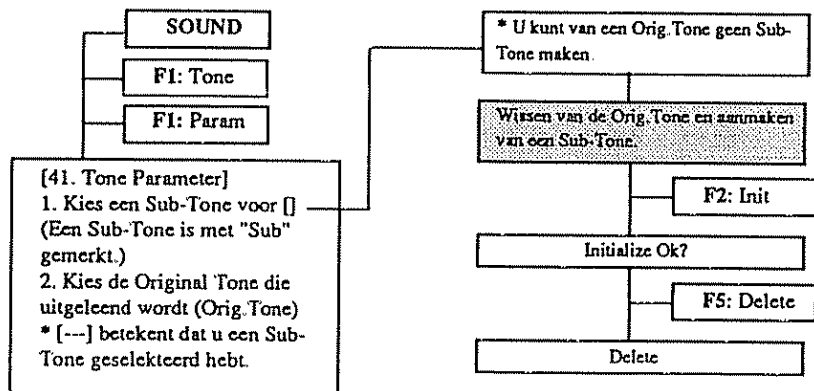 SOUND
F1: Tone
F1: Param
[41. Tone Parameter]
1. Kies een Sub-Tone voor []
(Een Sub-Tone is met "Sub"
gemerkt.)
2. Kies de Original Tone die
uitgeleend wordt (Orig.Tone)
* [---] betekent dat u een Sub-
Tone geselekteerd hebt.
* U kunt van een Orig.Tone geen Sub-
Tone maken.
Wissen van de Orig.Tone en aanmaken
van een Sub-Tone.
F2: Init
Initialize Ok?
F5: Delete
Delete